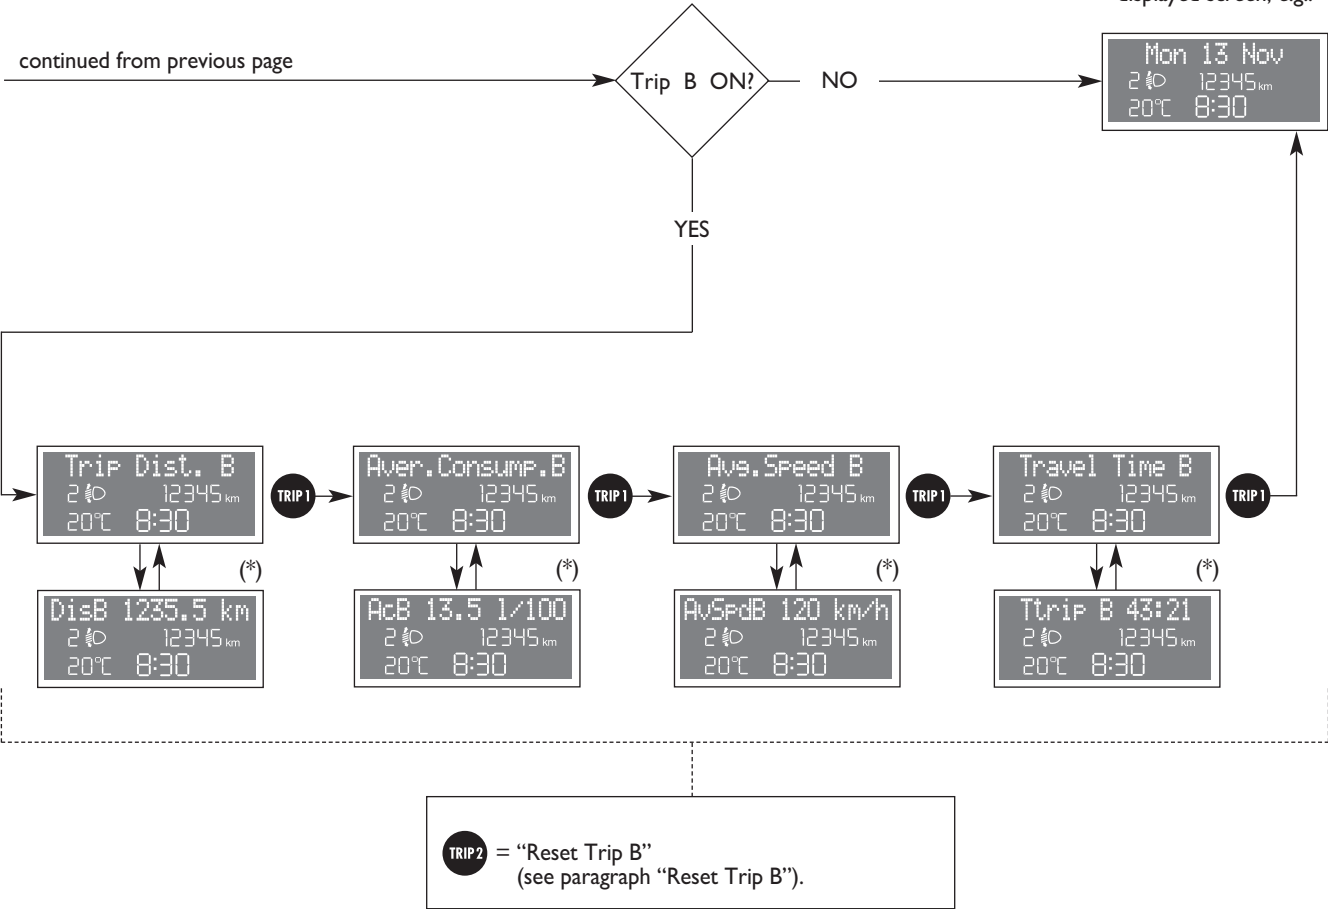 displayed screen, e.g.:
continued from previous page
Trip B ON?
NO
Mon 13 Nov
2 12345 km
20°C 8:30
YES
Trip Dist. B
2 12345 km
20°C 8:30
TRIP 1
Aver.Consump.B
2 12345 km
20°C 8:30
TRIP 1
Avg.Speed B
2 12345 km
20°C 8:30
TRIP 1
Travel Time B
2 12345 km
20°C 8:30
TRIP 1
(*)
(*)
(*)
(*)
DisB 1235.5 km
2 12345 km
20°C 8:30
AcB 13.5 l/100
2 12345 km
20°C 8:30
AvSpdB 120 km/h
2 12345 km
20°C 8:30
Ttrip B 43:21
2 12345 km
20°C 8:30
TRIP 2 = “Reset Trip B”
(see paragraph “Reset Trip B”).